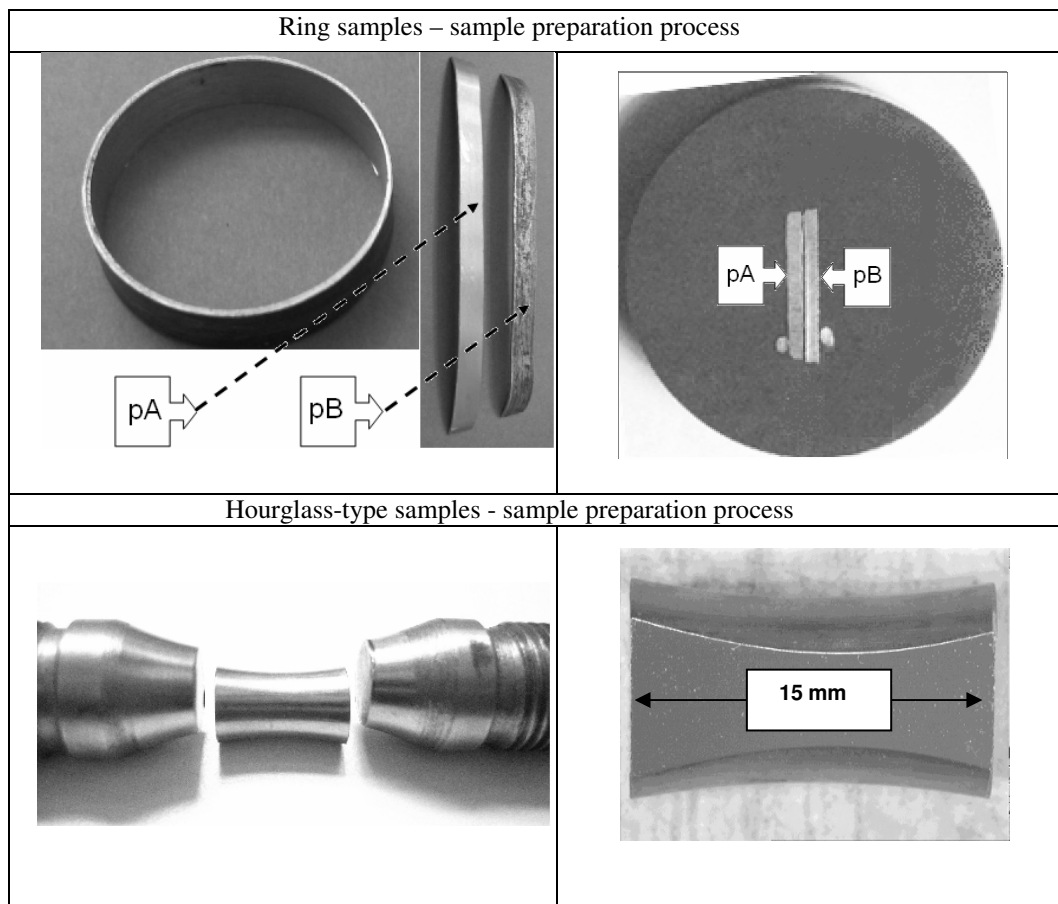 Ring samples – sample preparation process
pA
pB
pA
pB
Hourglass-type samples - sample preparation process
15 mm